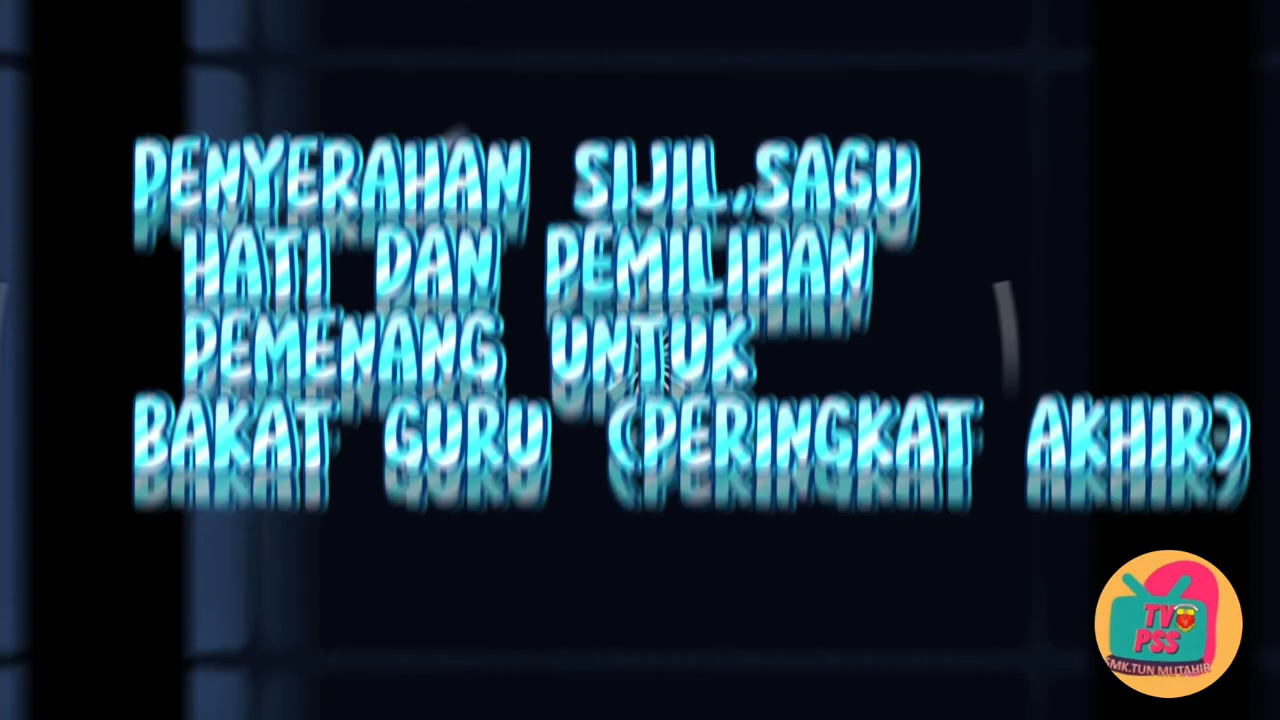 PENYERAHAN SIJIL,SAGU
HATI DAN PEMILIHAN
PEMENANG UNTUK
BAKAT GURU (PERINGKAT AKHIR)
TV
PSS
SMK.TUN MUTAHIR